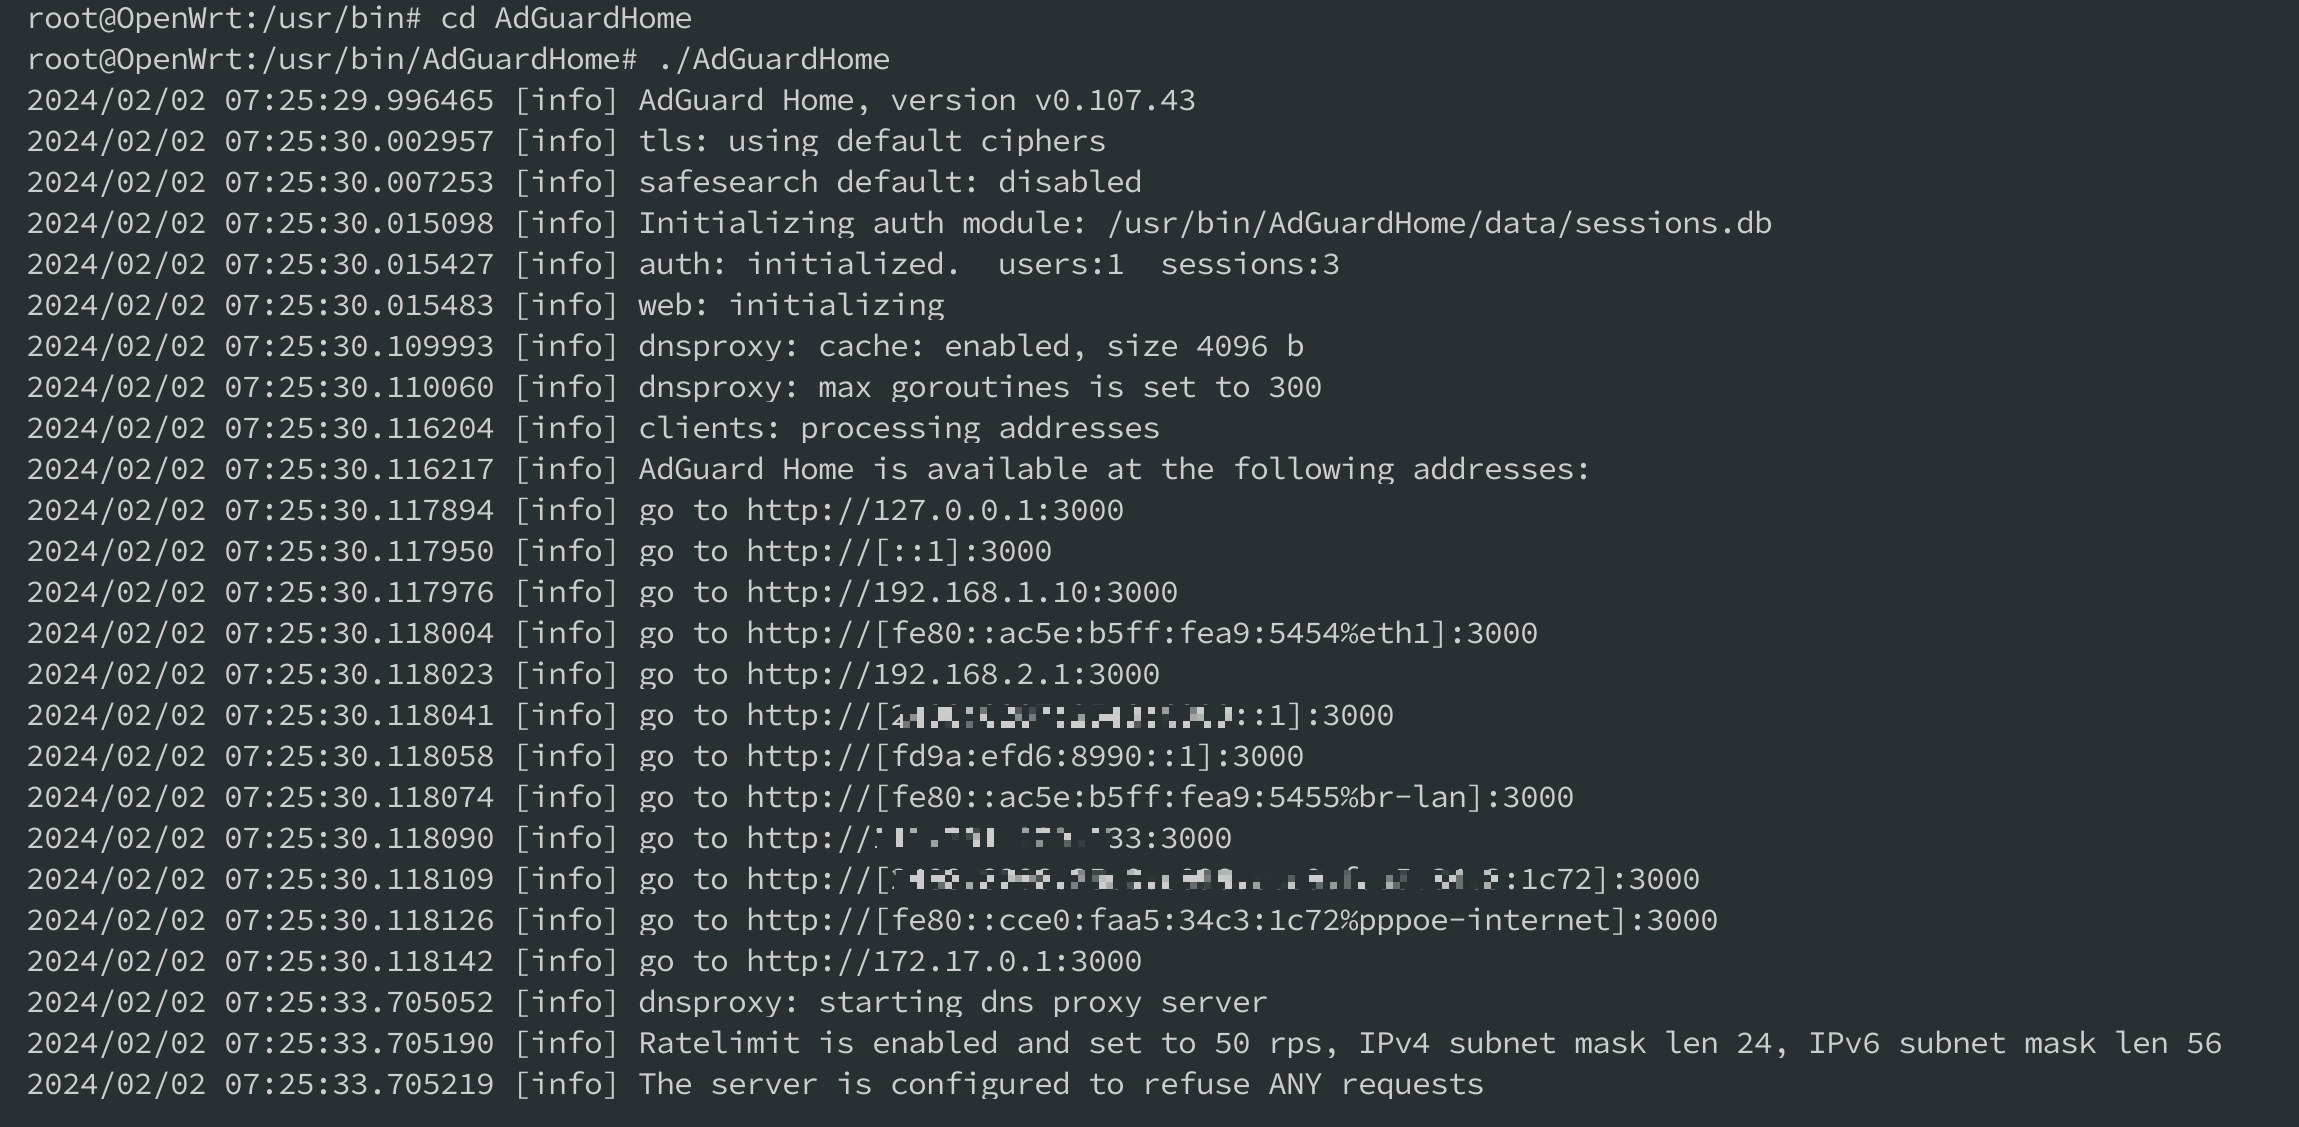 root@OpenWrt:/usr/bin# cd AdGuardHome
root@OpenWrt:/usr/bin/AdGuardHome# ./AdGuardHome
2024/02/02 07:25:29.996465 [info] AdGuard Home, version v0.107.43
2024/02/02 07:25:30.002957 [info] tls: using default ciphers
2024/02/02 07:25:30.007253 [info] safesearch default: disabled
2024/02/02 07:25:30.015098 [info] Initializing auth module: /usr/bin/AdGuardHome/data/sessions.db
2024/02/02 07:25:30.015427 [info] auth: initialized.  users:1  sessions:3
2024/02/02 07:25:30.015483 [info] web: initializing
2024/02/02 07:25:30.109993 [info] dnsproxy: cache: enabled, size 4096 b
2024/02/02 07:25:30.110060 [info] dnsproxy: max goroutines is set to 300
2024/02/02 07:25:30.116204 [info] clients: processing addresses
2024/02/02 07:25:30.116217 [info] AdGuard Home is available at the following addresses:
2024/02/02 07:25:30.117894 [info] go to http://127.0.0.1:3000
2024/02/02 07:25:30.117950 [info] go to http://[::1]:3000
2024/02/02 07:25:30.117976 [info] go to http://192.168.1.10:3000
2024/02/02 07:25:30.118004 [info] go to http://[fe80::ac5e:b5ff:fea9:5454%eth1]:3000
2024/02/02 07:25:30.118023 [info] go to http://192.168.2.1:3000
2024/02/02 07:25:30.118041 [info] go to http://[ ::1]:3000
2024/02/02 07:25:30.118058 [info] go to http://[fd9a:efd6:8990::1]:3000
2024/02/02 07:25:30.118074 [info] go to http://[fe80::ac5e:b5ff:fea9:5455%br-lan]:3000
2024/02/02 07:25:30.118090 [info] go to http:// 33:3000
2024/02/02 07:25:30.118109 [info] go to http://[ :1c72]:3000
2024/02/02 07:25:30.118126 [info] go to http://[fe80::cce0:faa5:34c3:1c72%pppoe-internet]:3000
2024/02/02 07:25:30.118142 [info] go to http://172.17.0.1:3000
2024/02/02 07:25:33.705052 [info] dnsproxy: starting dns proxy server
2024/02/02 07:25:33.705190 [info] Ratelimit is enabled and set to 50 rps, IPv4 subnet mask len 24, IPv6 subnet mask len 56
2024/02/02 07:25:33.705219 [info] The server is configured to refuse ANY requests